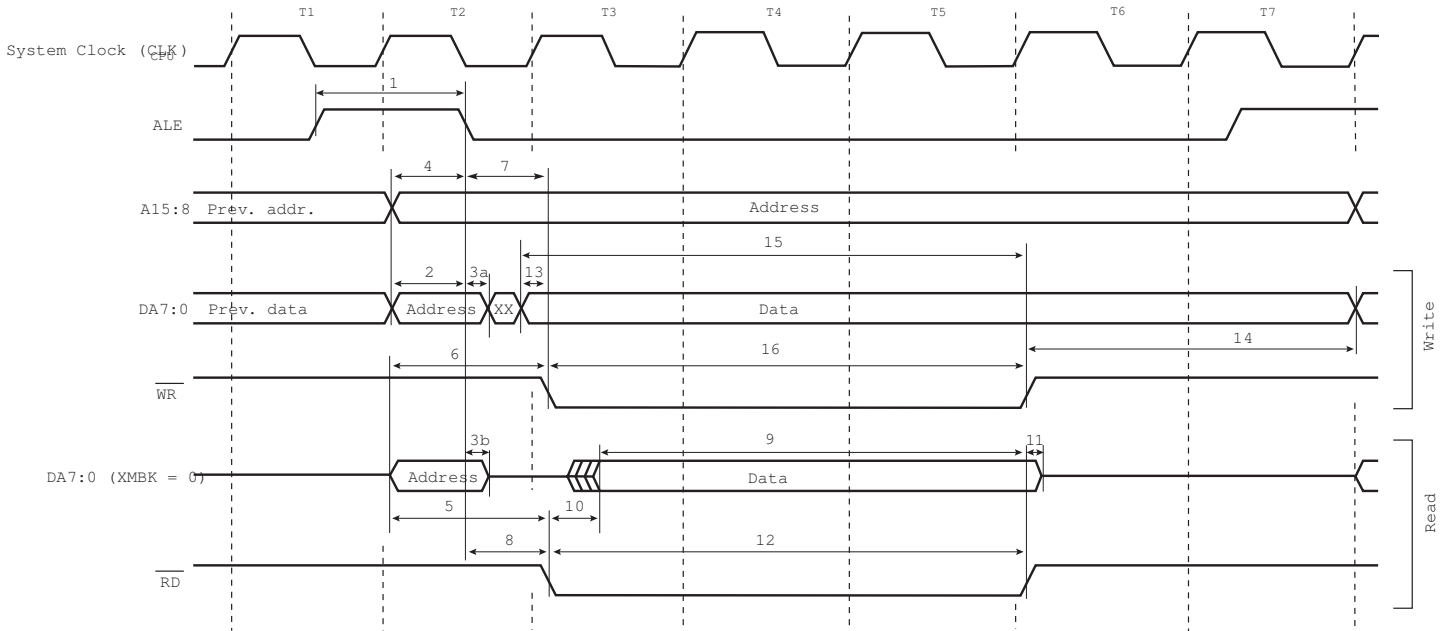 T1 T2 T3 T4 T5 T6 T7
System Clock (CLK)
CPU
1
ALE
4 7
A15:8 Prev. addr. Address
15
2 3a 13
DA7:0 Prev. data Address XX Data
14
6 16
WR
Write
3b 9 11
DA7:0 (XMBK = 0) Address Data
5 10
Read
8 12
RD